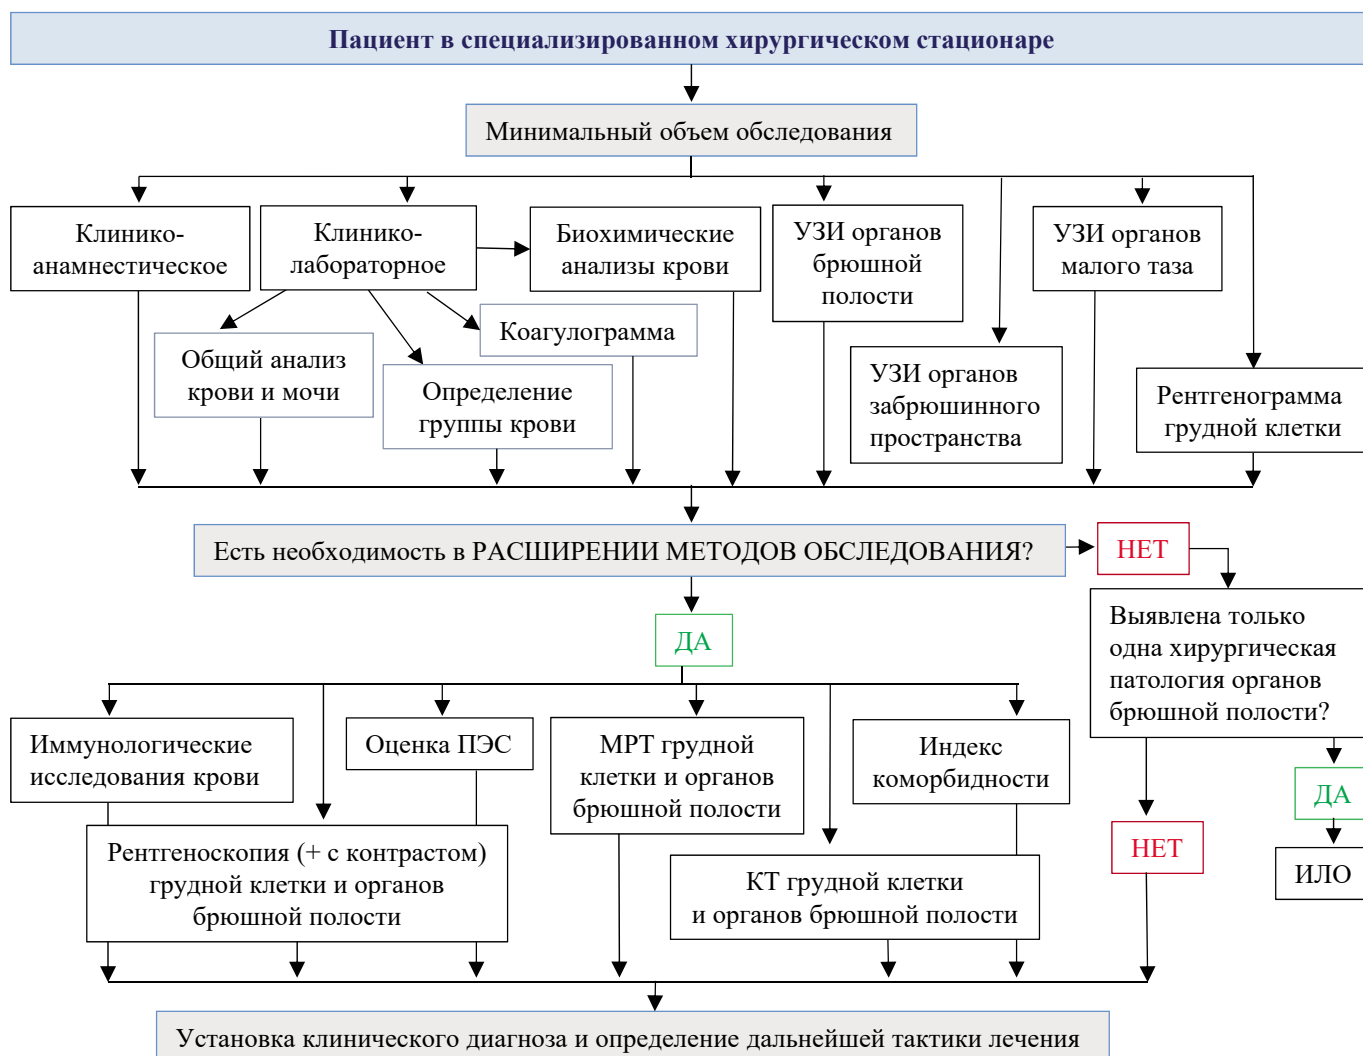 Пациент в специализированном хирургическом стационаре
Минимальный объем обследования
Клинико-
анамнестическое
Клинико-
лабораторное
Биохимические
анализы крови
УЗИ органов
брюшной
полости
УЗИ органов
малого таза
Общий анализ
крови и мочи
Коагулограмма
Определение
группы крови
УЗИ органов
забрюшинного
пространства
Рентгенограмма
грудной клетки
Есть необходимость в РАСШИРЕНИИ МЕТОДОВ ОБСЛЕДОВАНИЯ?
НЕТ
ДА
Выявлена только
одна хирургическая
патология органов
брюшной полости?
Иммунологические
исследования крови
Оценка ПЭС
МРТ грудной
клетки и органов
брюшной полости
Индекс
коморбидности
ДА
Рентгеноскопия (+ с контрастом)
грудной клетки и органов
брюшной полости
КТ грудной клетки
и органов брюшной полости
НЕТ
ИЛО
Установка клинического диагноза и определение дальнейшей тактики лечения